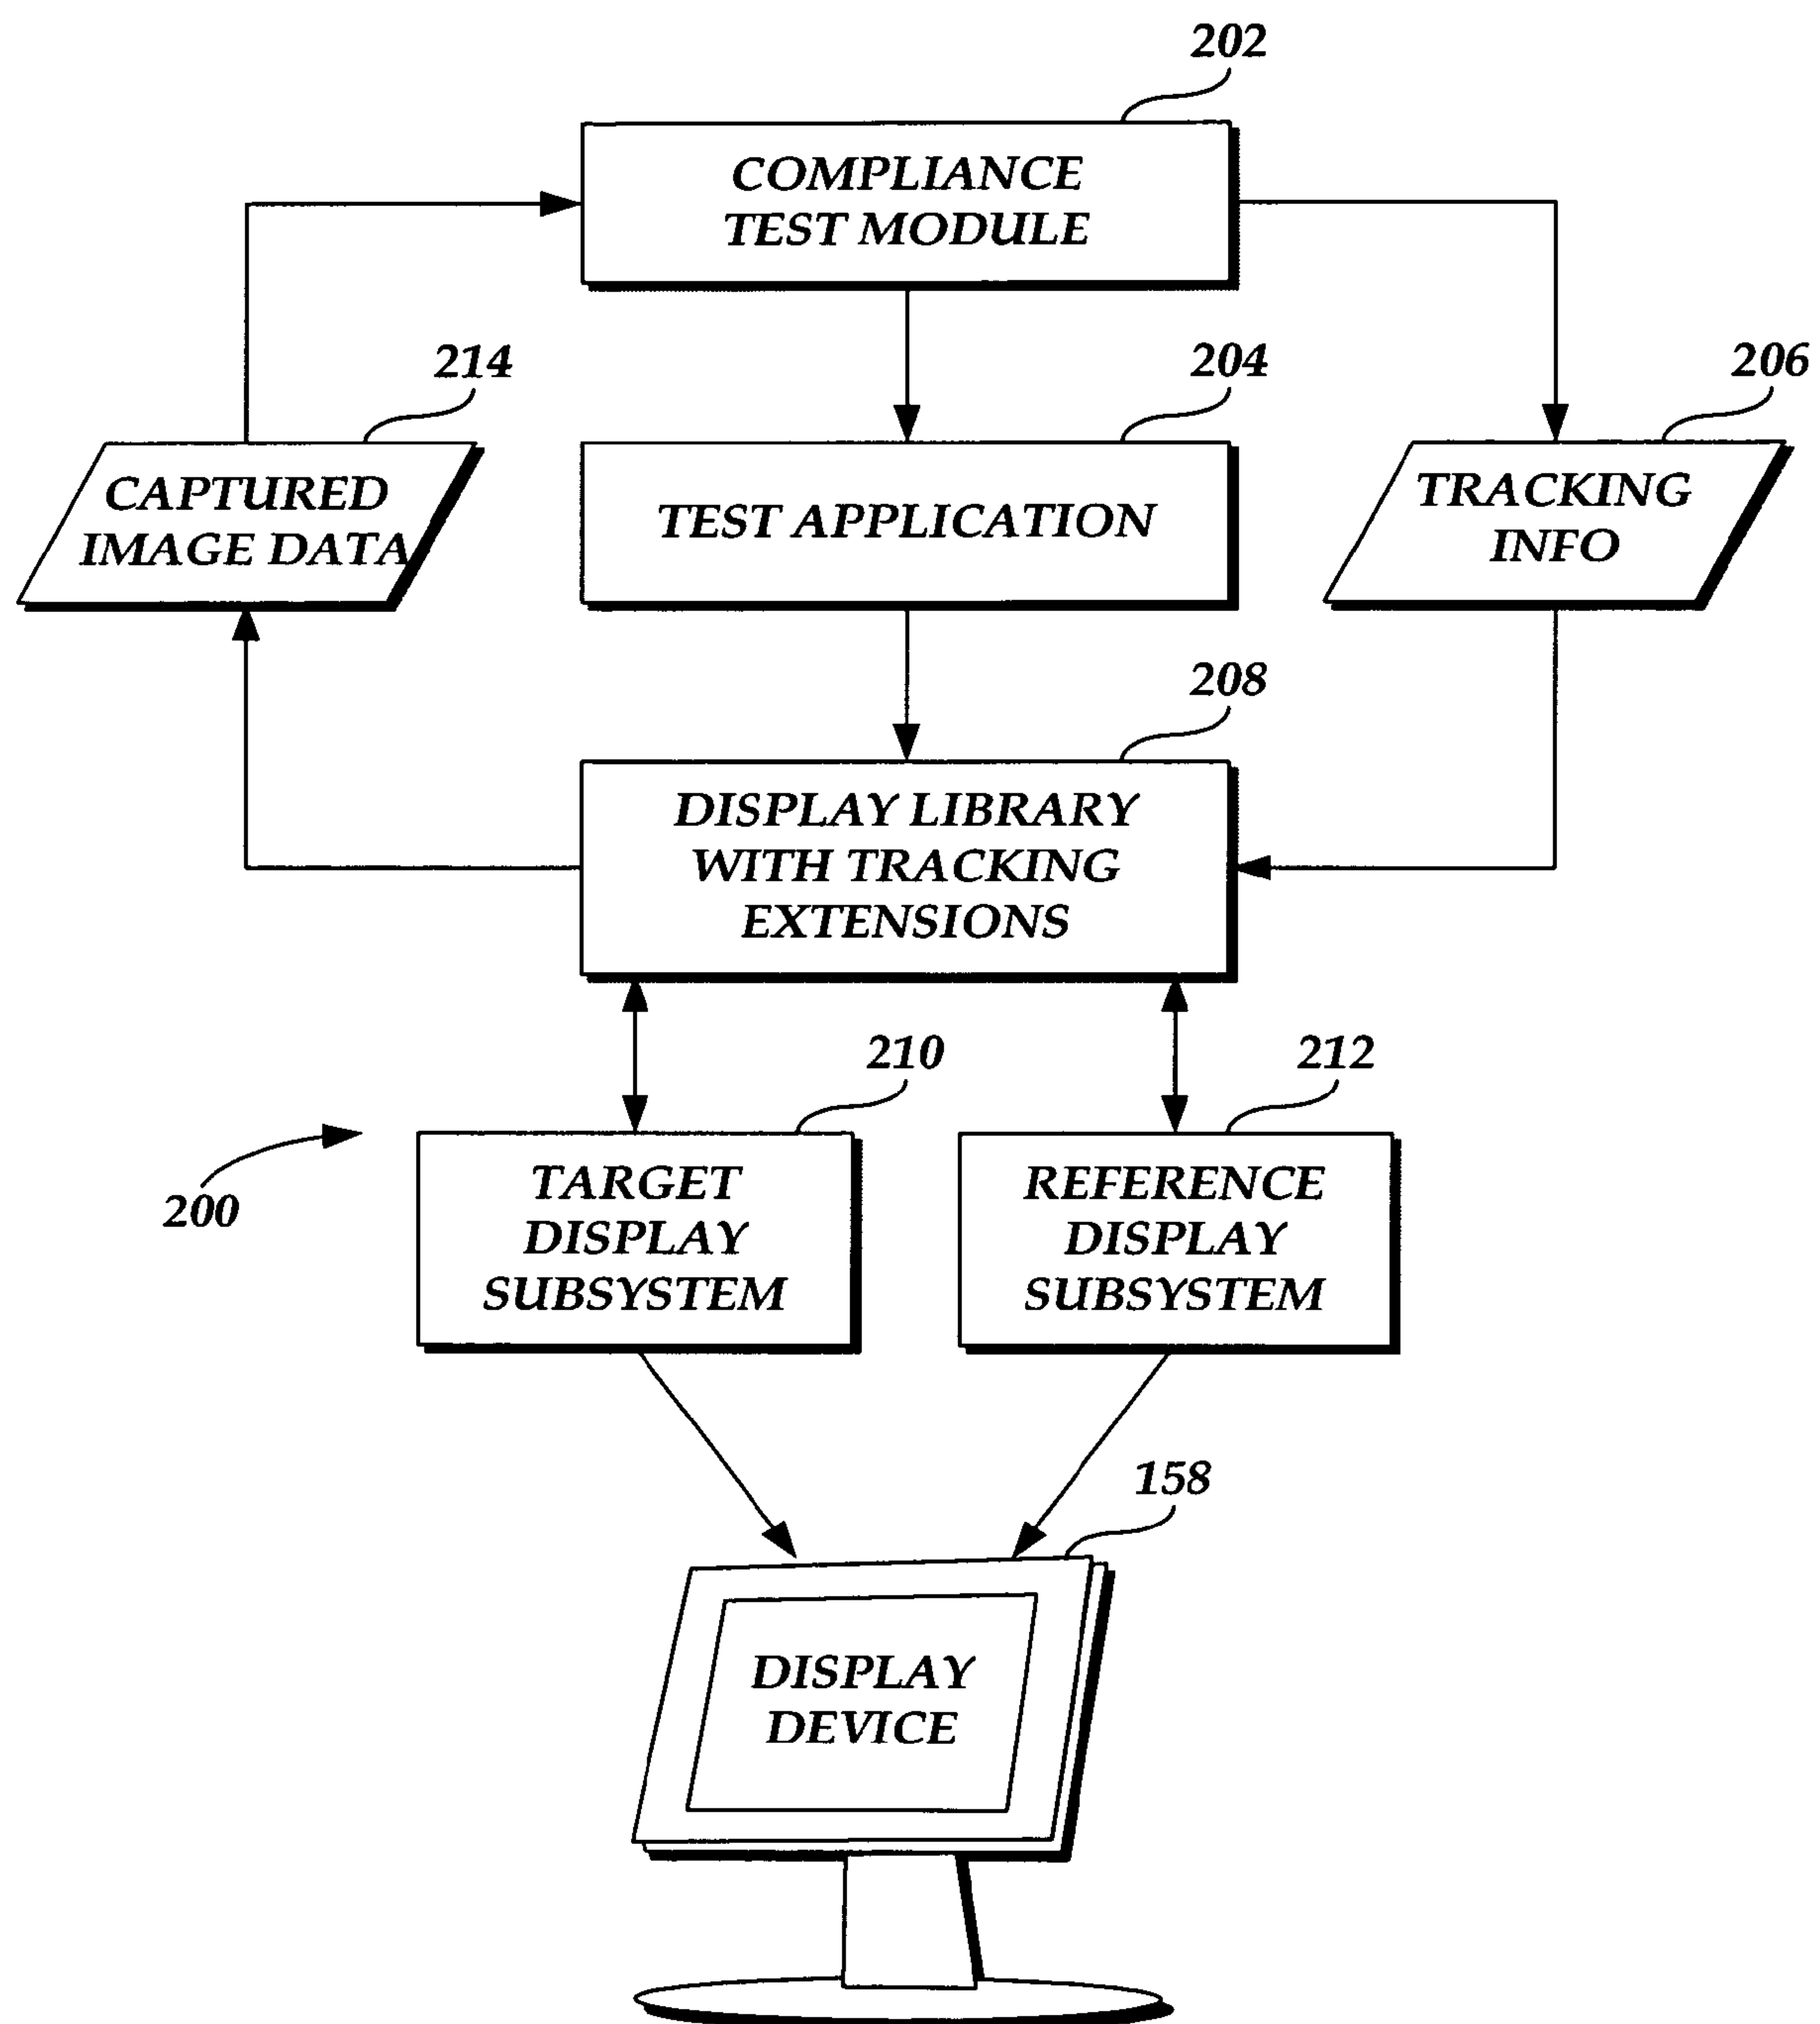 202
COMPLIANCE
TEST MODULE
214
204
206
CAPTURED
IMAGE DATA
TEST APPLICATION
TRACKING
INFO
208
DISPLAY LIBRARY
WITH TRACKING
EXTENSIONS
210
212
200
TARGET
DISPLAY
SUBSYSTEM
REFERENCE
DISPLAY
SUBSYSTEM
158
DISPLAY
DEVICE